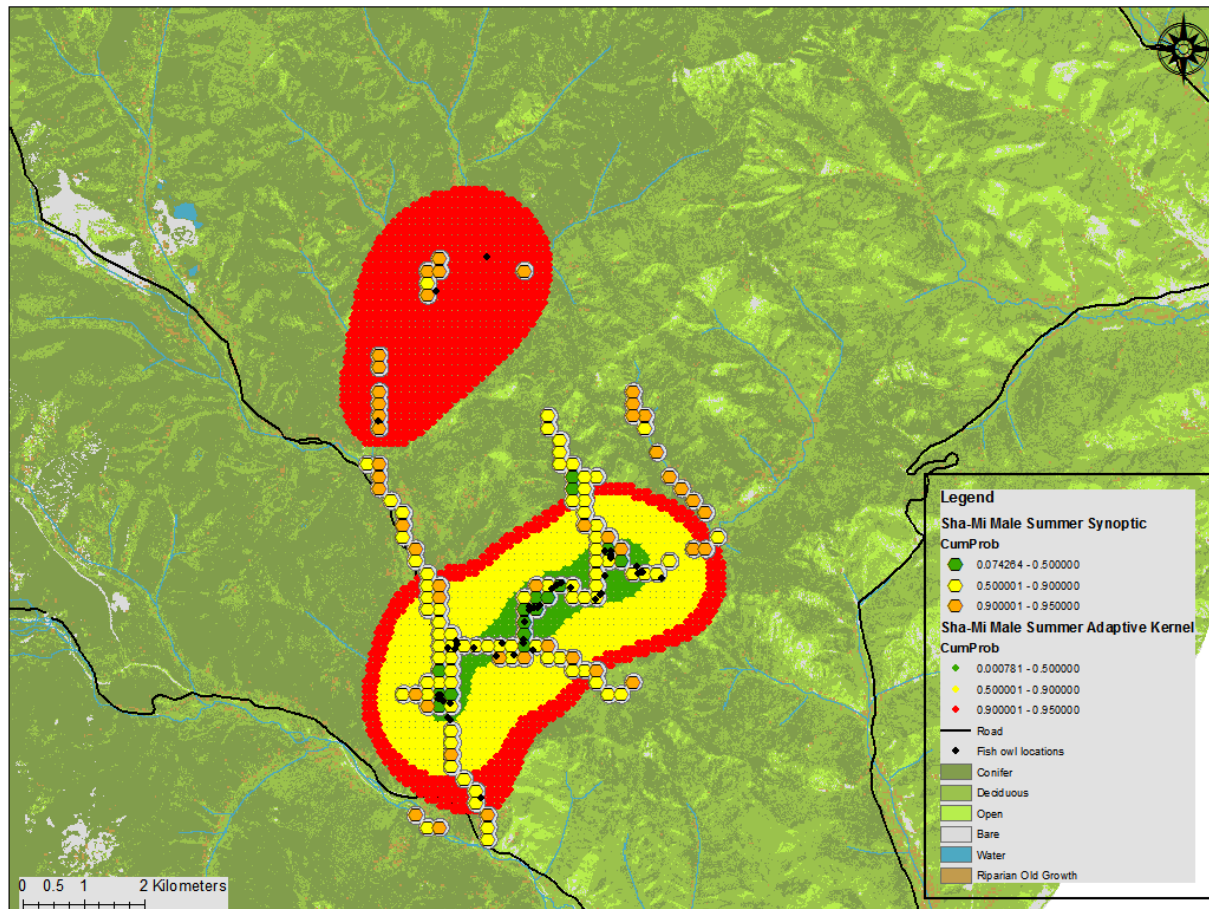 Legend
Sha-Mi Male Summer Synoptic
CumProb
0.074264 - 0.500000
0.500001 - 0.900000
0.900001 - 0.950000
Sha-Mi Male Summer Adaptive Kernel
CumProb
0.000781 - 0.500000
0.500001 - 0.900000
0.900001 - 0.950000
Road
Fish owl locations
Conifer
Deciduous
Open
Bare
Water
Riparian Old Growth
0 0.5 1 2 Kilometers